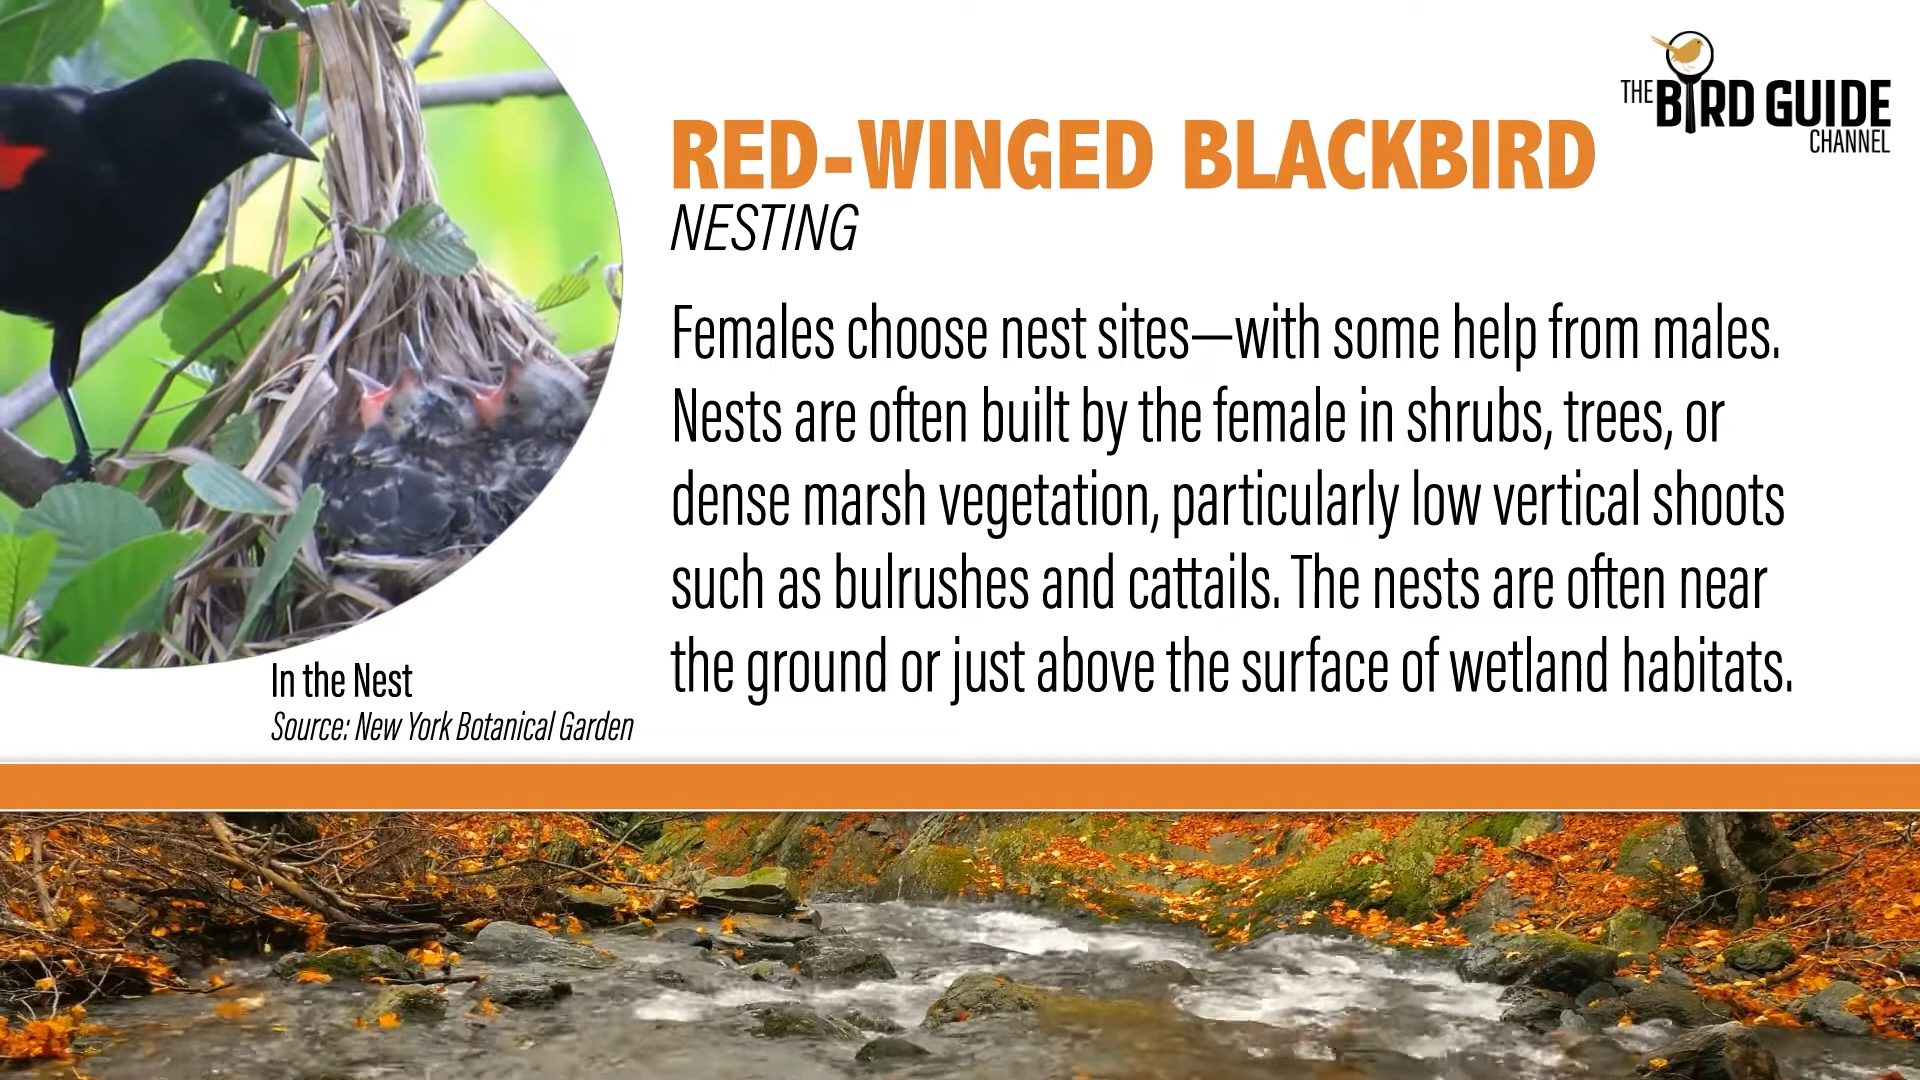 THE BIRD GUIDE
CHANNEL
RED-WINGED BLACKBIRD
NESTING
Females choose nest sites—with some help from males.
Nests are often built by the female in shrubs, trees, or
dense marsh vegetation, particularly low vertical shoots
such as bulrushes and cattails. The nests are often near
the ground or just above the surface of wetland habitats.
In the Nest
Source: New York Botanical Garden